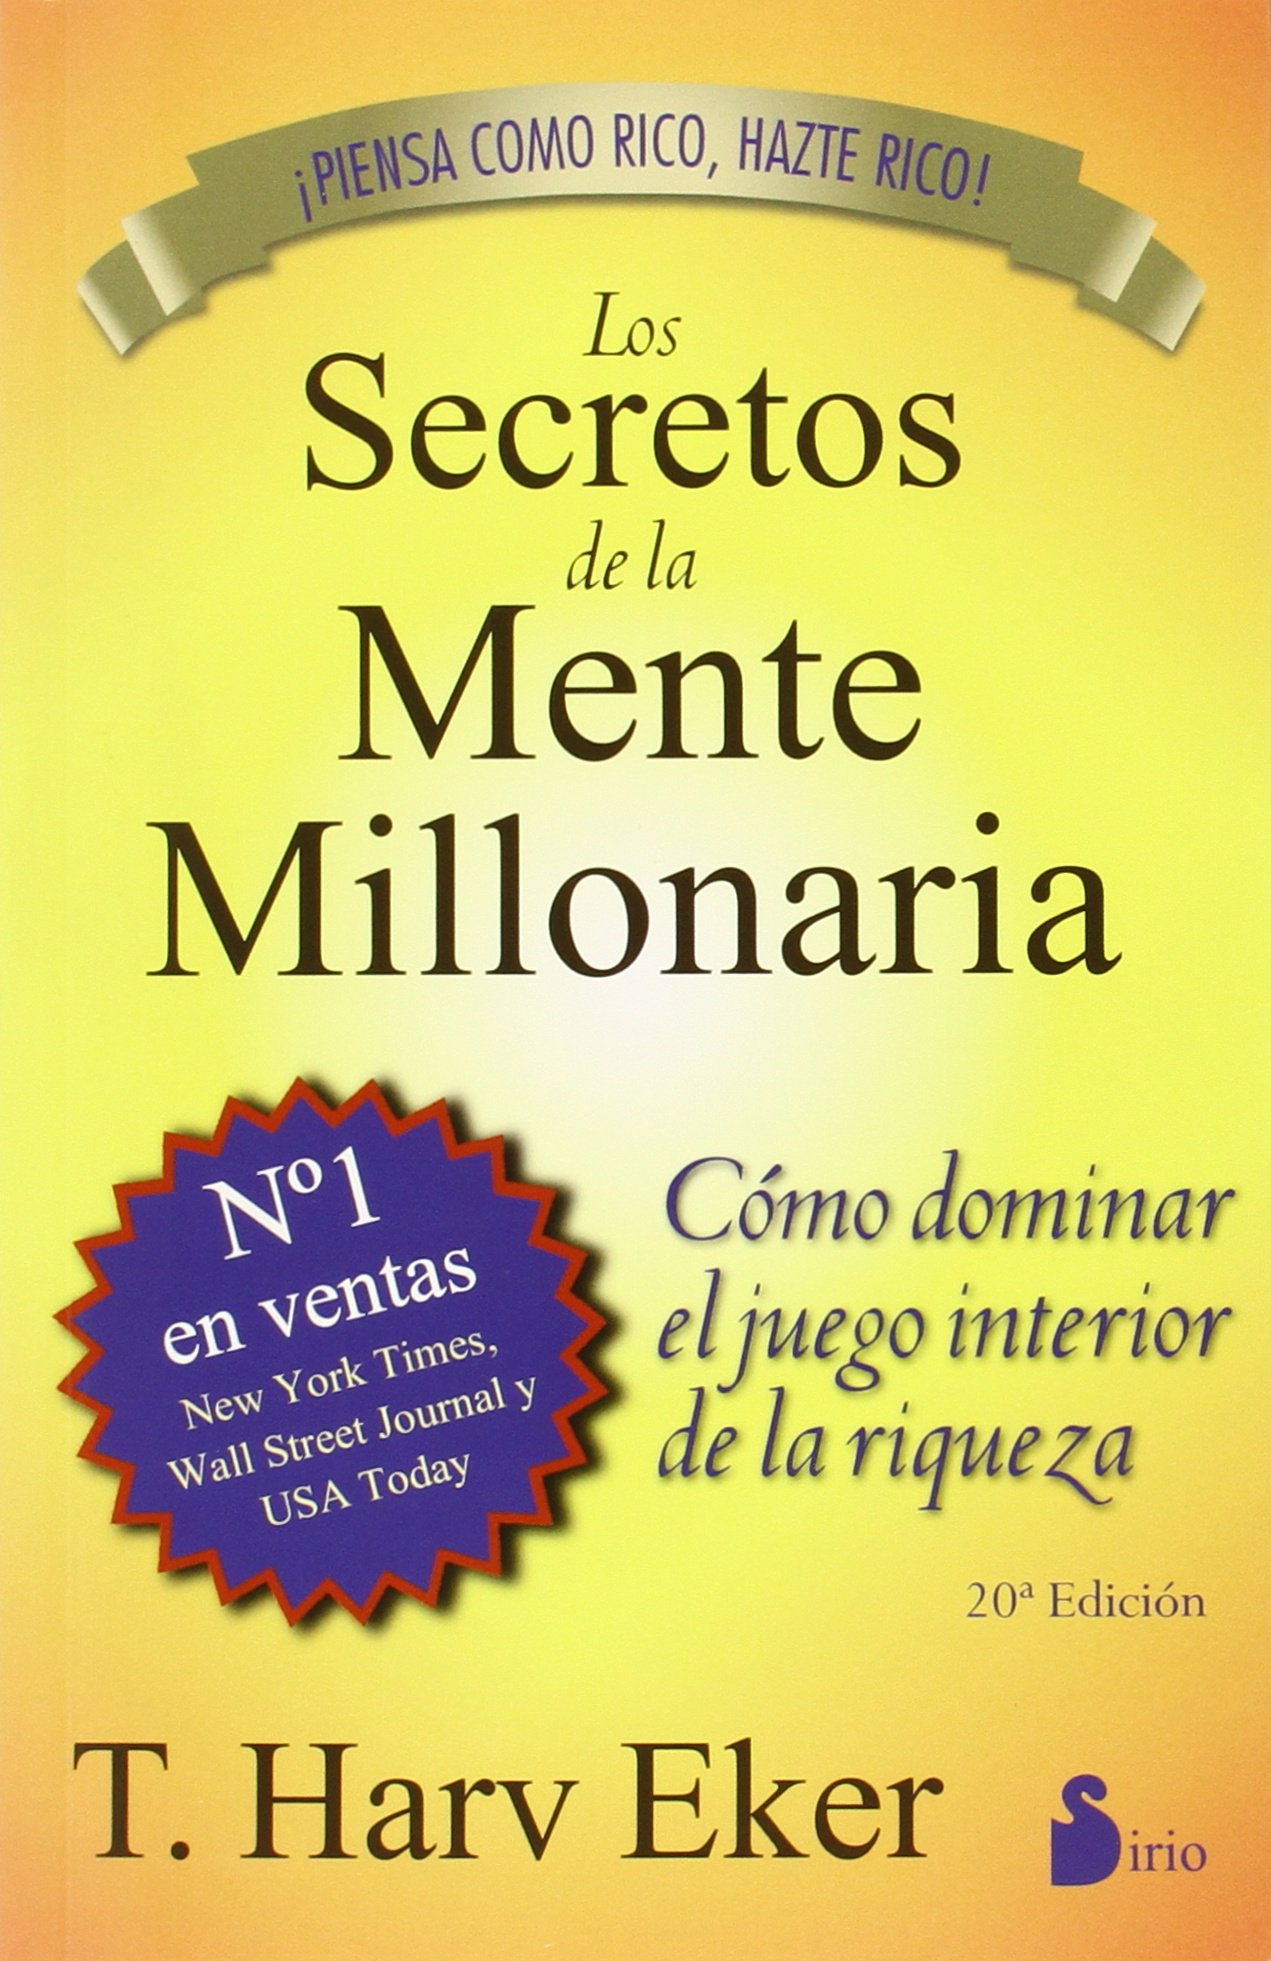 ¡PIENSA COMO RICO, HAZTE RICO!
Los
Secretos
de la
Mente
Millonaria
Nº1
en ventas
New York Times,
Wall Street Journal y
USA Today
Cómo dominar
el juego interior
de la riqueza
20ª Edición
T. Harv Eker
Sirio